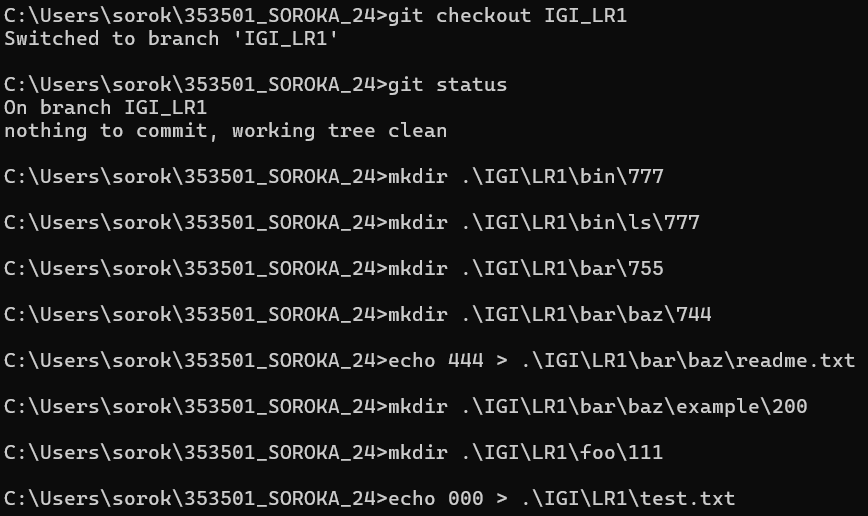 C:\Users\sorok\353501_SOROKA_24>git checkout IGI_LR1
Switched to branch 'IGI_LR1'
C:\Users\sorok\353501_SOROKA_24>git status
On branch IGI_LR1
nothing to commit, working tree clean
C:\Users\sorok\353501_SOROKA_24>mkdir .\IGI\LR1\bin\777
C:\Users\sorok\353501_SOROKA_24>mkdir .\IGI\LR1\bin\ls\777
C:\Users\sorok\353501_SOROKA_24>mkdir .\IGI\LR1\bar\755
C:\Users\sorok\353501_SOROKA_24>mkdir .\IGI\LR1\bar\baz\744
C:\Users\sorok\353501_SOROKA_24>echo 444 > .\IGI\LR1\bar\baz\readme.txt
C:\Users\sorok\353501_SOROKA_24>mkdir .\IGI\LR1\bar\baz\example\200
C:\Users\sorok\353501_SOROKA_24>mkdir .\IGI\LR1\foo\111
C:\Users\sorok\353501_SOROKA_24>echo 000 > .\IGI\LR1\test.txt